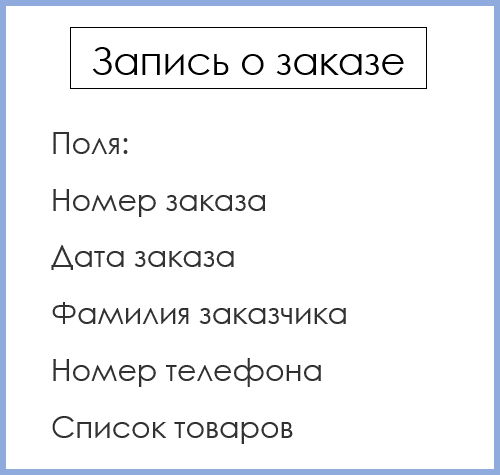 Запись о заказе
Поля:
Номер заказа
Дата заказа
Фамилия заказчика
Номер телефона
Список товаров